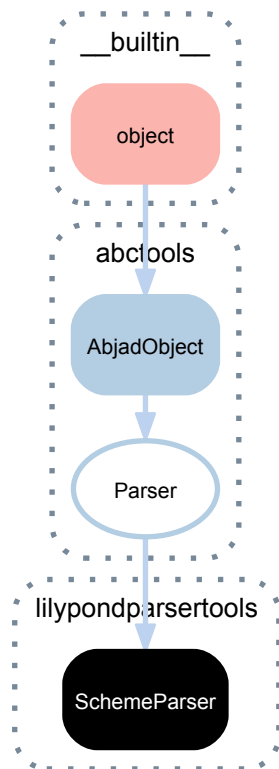 __builtin__
object
abctools
AbjadObject
Parser
lilypondparsertools
SchemeParser